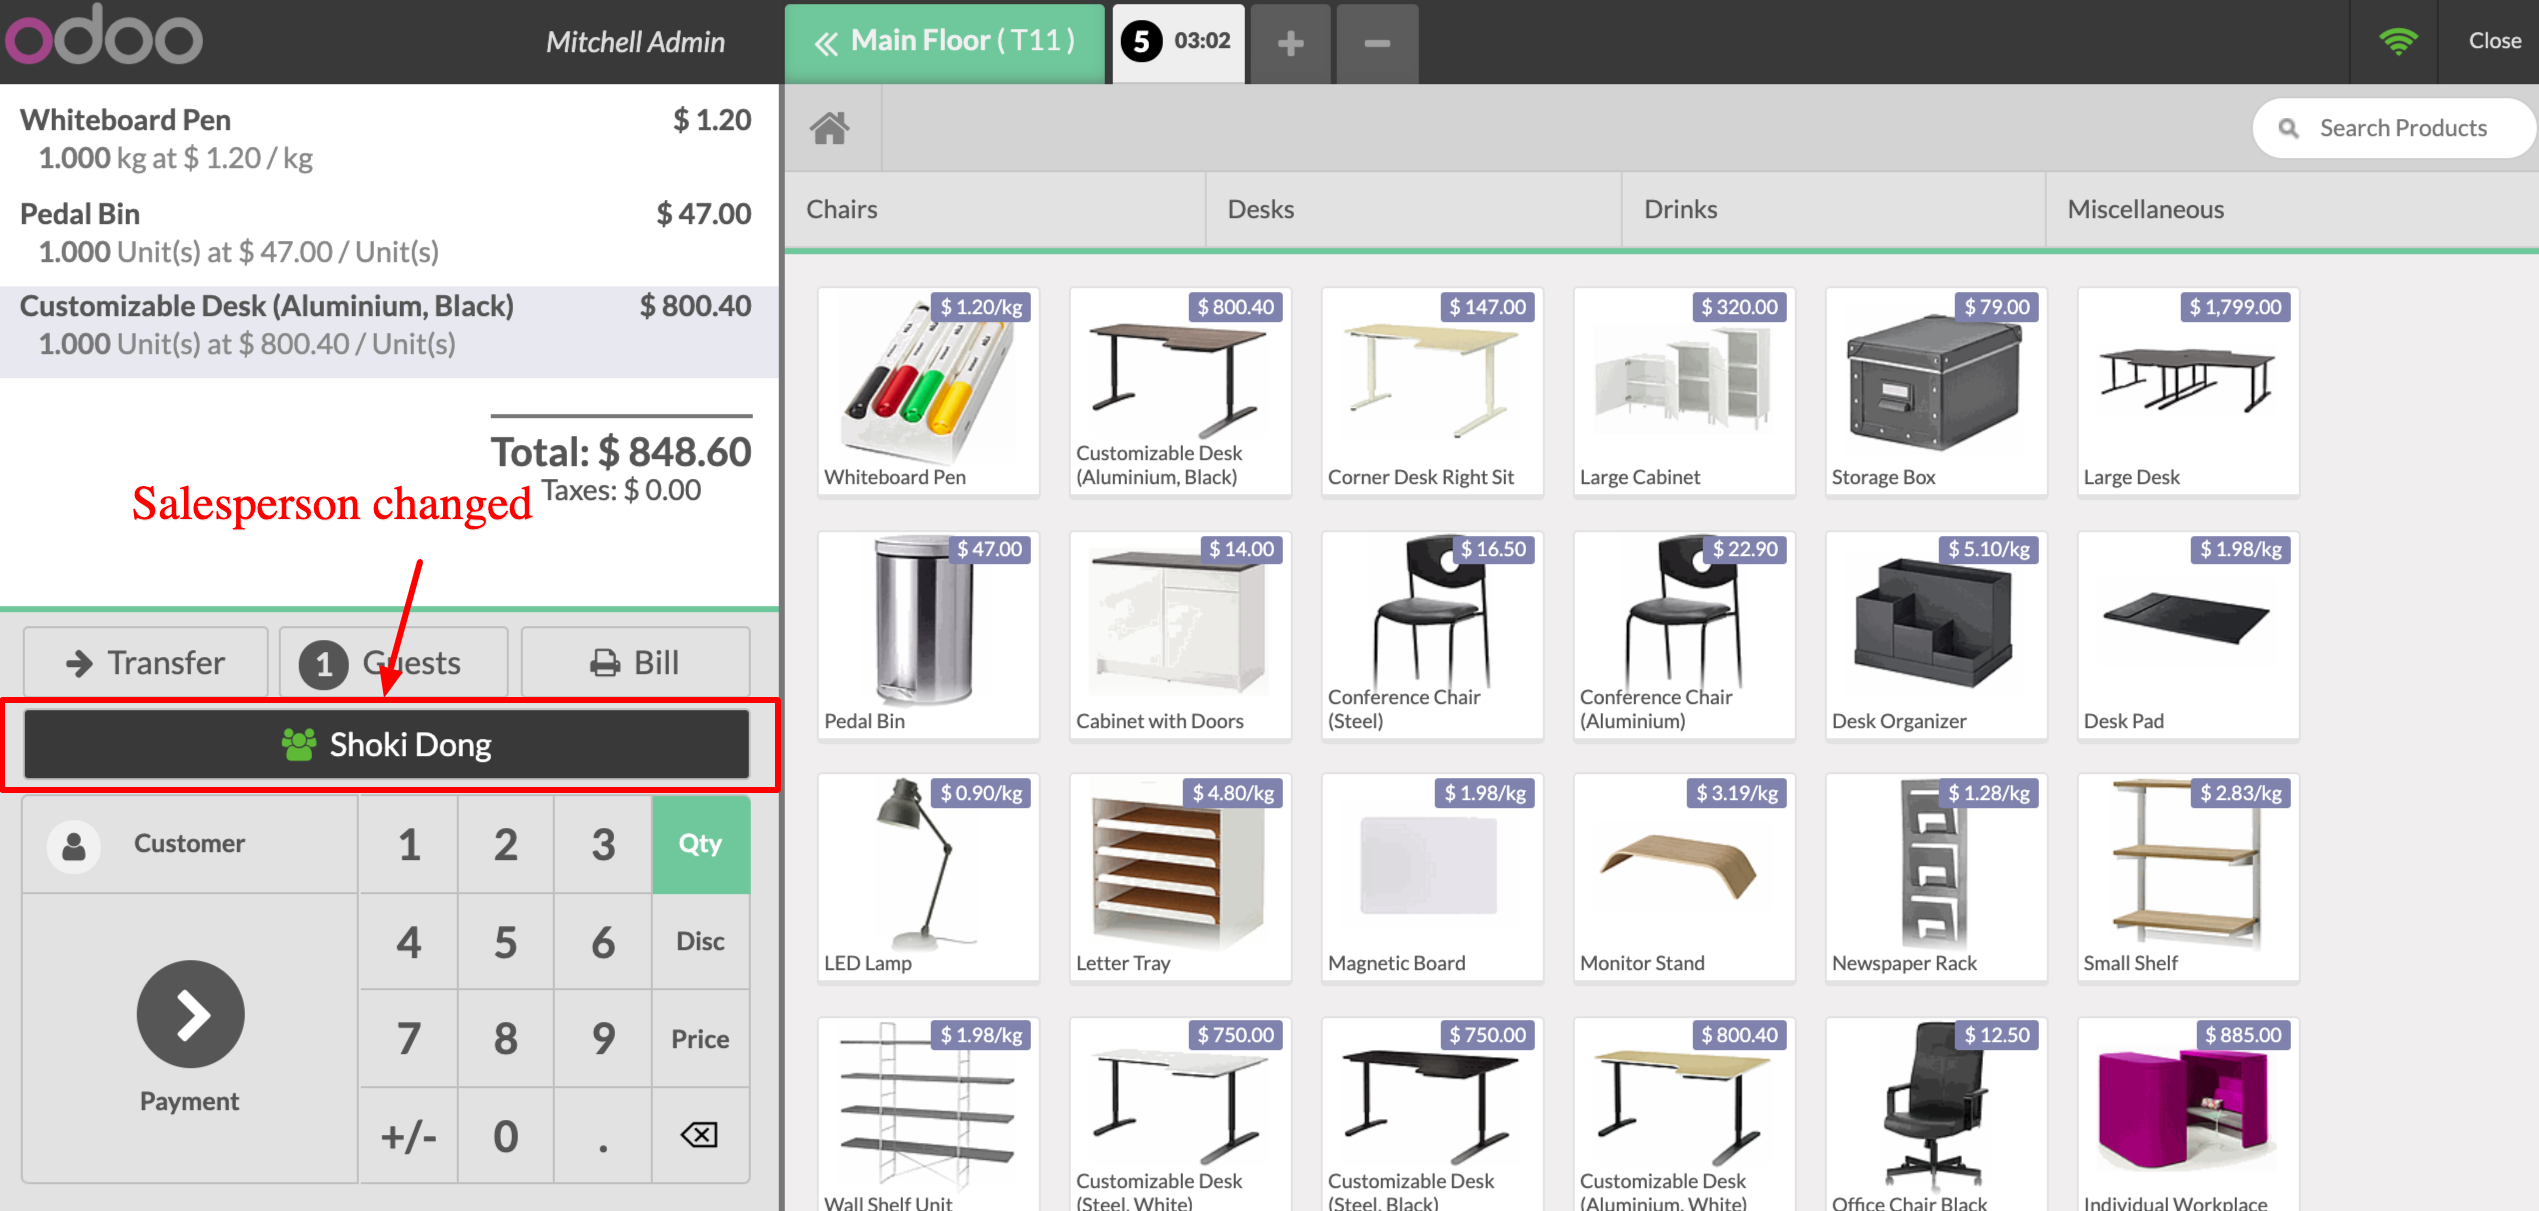 odoo
Mitchell Admin
Main Floor ( T11 )
5 03:02
+
−
Close
Whiteboard Pen $ 1.20
1.000 kg at $ 1.20 / kg
Pedal Bin $ 47.00
1.000 Unit(s) at $ 47.00 / Unit(s)
Customizable Desk (Aluminium, Black) $ 800.40
1.000 Unit(s) at $ 800.40 / Unit(s)
Total: $ 848.60
Taxes: $ 0.00
Salesperson changed
Transfer
1 Guests
Bill
Shoki Dong
Customer
1 2 3 Qty
4 5 6 Disc
7 8 9 Price
+/- 0 .
Payment
Search Products
Chairs Desks Drinks Miscellaneous
$ 1.20/kg
Whiteboard Pen
$ 800.40
Customizable Desk
(Aluminium, Black)
$ 147.00
Corner Desk Right Sit
$ 320.00
Large Cabinet
$ 79.00
Storage Box
$ 1,799.00
Large Desk
$ 47.00
Pedal Bin
$ 14.00
Cabinet with Doors
$ 16.50
Conference Chair
(Steel)
$ 22.90
Conference Chair
(Aluminium)
$ 5.10/kg
Desk Organizer
$ 1.98/kg
Desk Pad
$ 0.90/kg
LED Lamp
$ 4.80/kg
Letter Tray
$ 1.98/kg
Magnetic Board
$ 3.19/kg
Monitor Stand
$ 1.28/kg
Newspaper Rack
$ 2.83/kg
Small Shelf
$ 1.98/kg
Wall Shelf Unit
$ 750.00
Customizable Desk
(Steel, White)
$ 750.00
Customizable Desk
(Steel, Black)
$ 800.40
Customizable Desk
(Aluminium, White)
$ 12.50
Office Chair Black
$ 885.00
Individual Workplace